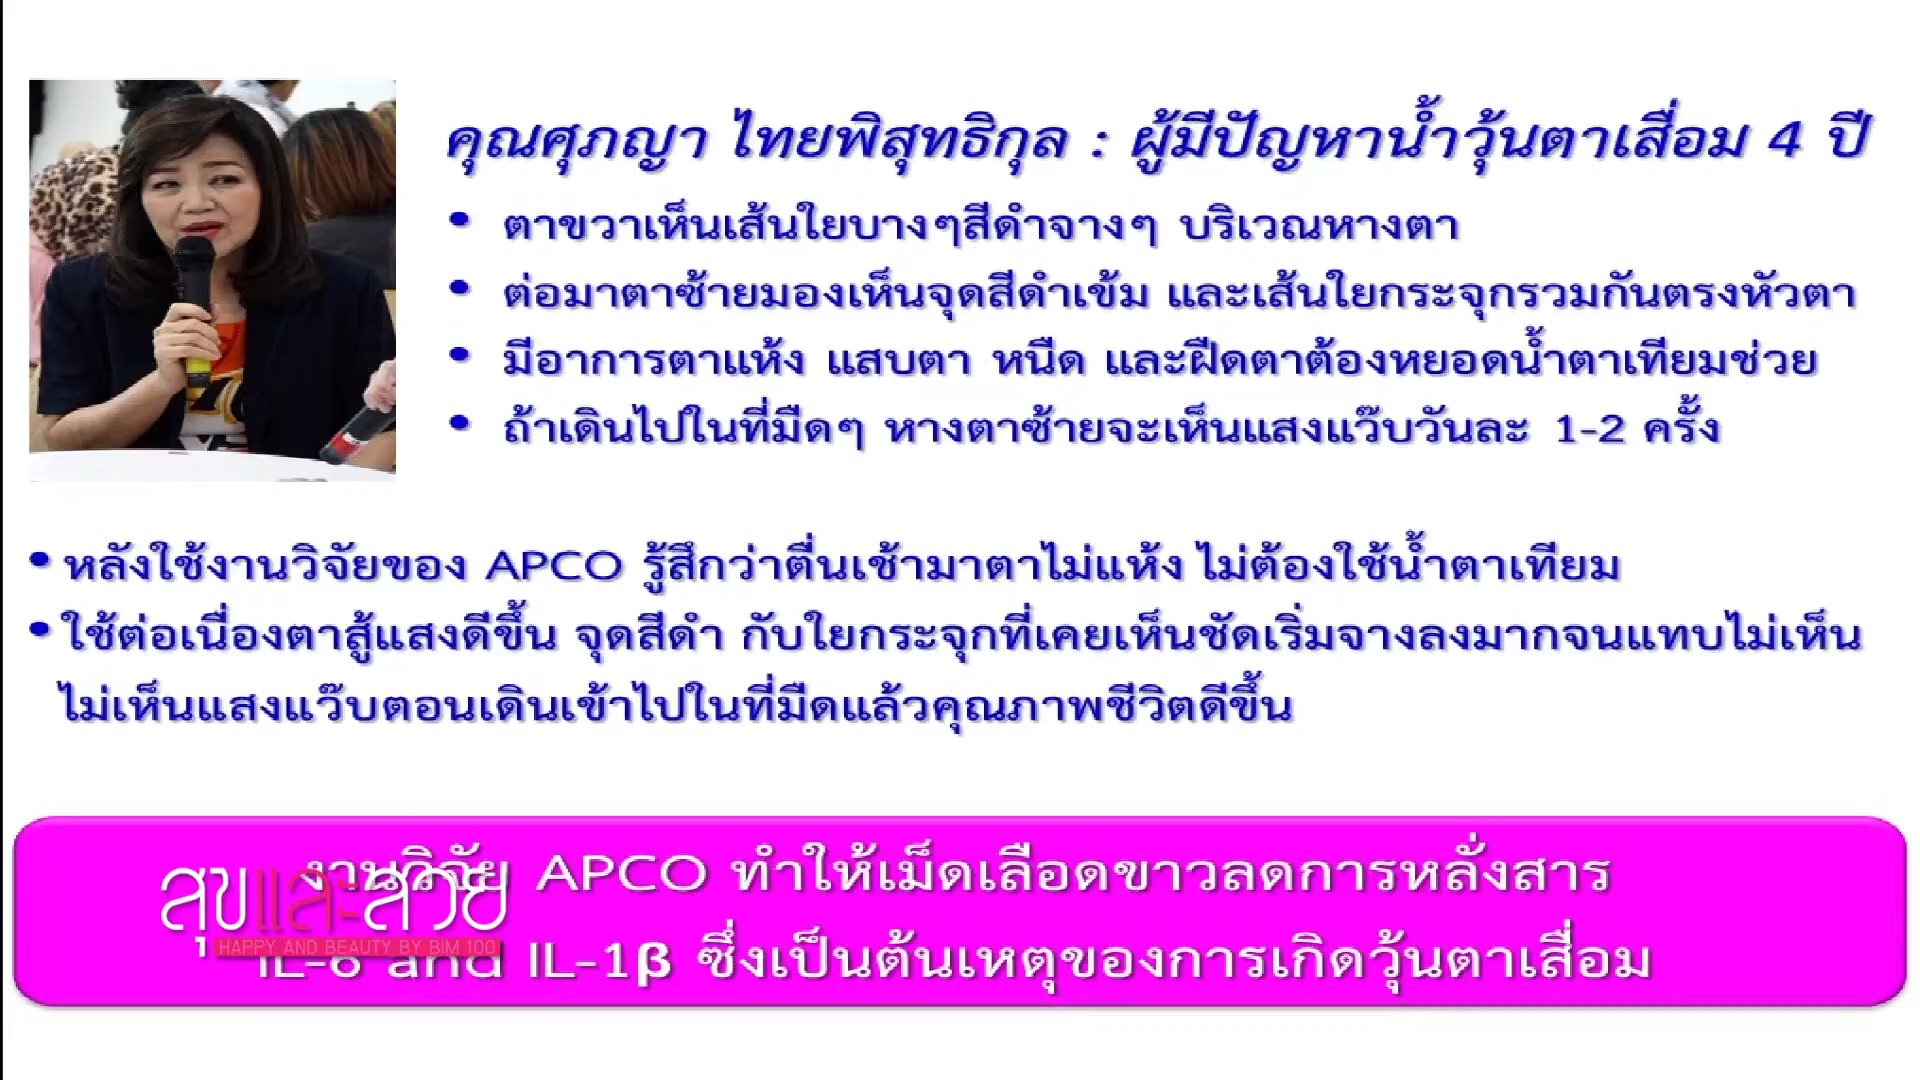 คุณศุภญา ไทยพิสุทธิกุล : ผู้มีปัญหาน้ำวุ้นตาเสื่อม 4 ปี
• ตาขวาเห็นเส้นใยบางๆสีดำจางๆ บริเวณหางตา
• ต่อมาตาซ้ายมองเห็นจุดสีดำเข้ม และเส้นใยกระจุกรวมกันตรงหัวตา
• มีอาการตาแห้ง แสบตา หนืด และฝืดตาต้องหยอดน้ำตาเทียมช่วย
• ถ้าเดินไปในที่มืดๆ หางตาซ้ายจะเห็นแสงแว๊บวันละ 1-2 ครั้ง
• หลังใช้งานวิจัยของ APCO รู้สึกว่าตื่นเช้ามาตาไม่แห้ง ไม่ต้องใช้น้ำตาเทียม
• ใช้ต่อเนื่องตาสู้แสงดีขึ้น จุดสีดำ กับใยกระจุกที่เคยเห็นชัดเริ่มจางลงมากจนแทบไม่เห็น
ไม่เห็นแสงแว๊บตอนเดินเข้าไปในที่มืดแล้วคุณภาพชีวิตดีขึ้น
งานวิจัย APCO ทำให้เม็ดเลือดขาวลดการหลั่งสาร
IL-6 and IL-1β ซึ่งเป็นต้นเหตุของการเกิดวุ้นตาเสื่อม
สุขและสวย
HAPPY AND BEAUTY BY BIM 100